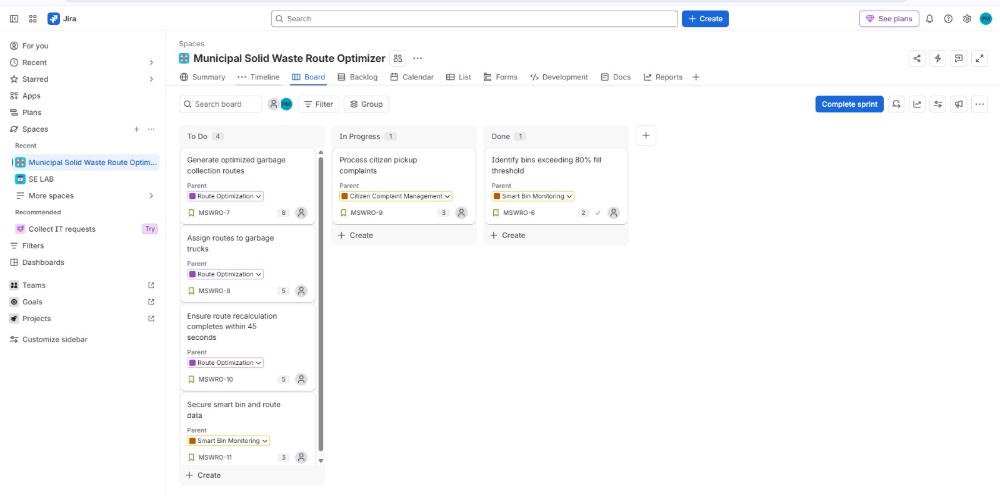 Jira
Search
Create
See plans
PM
For you
Recent
Starred
Apps
Plans
Spaces
Recent
Municipal Solid Waste Route Optim...
SE LAB
More spaces
Recommended
Collect IT requests Try
Filters
Dashboards
Teams
Goals
Projects
Customize sidebar
Spaces
Municipal Solid Waste Route Optimizer
Summary Timeline Board Backlog Calendar List Forms Development Docs Reports
Search board PM Filter Group Complete sprint
To Do 4
Generate optimized garbage
collection routes
Parent
Route Optimization
MSWRO-7 8
Assign routes to garbage
trucks
Parent
Route Optimization
MSWRO-8 5
Ensure route recalculation
completes within 45
seconds
Parent
Route Optimization
MSWRO-10 5
Secure smart bin and route
data
Parent
Smart Bin Monitoring
MSWRO-11 3
Create
In Progress 1
Process citizen pickup
complaints
Parent
Citizen Complaint Management
MSWRO-9 3
Create
Done 1
Identify bins exceeding 80% fill
threshold
Parent
Smart Bin Monitoring
MSWRO-6 2
Create